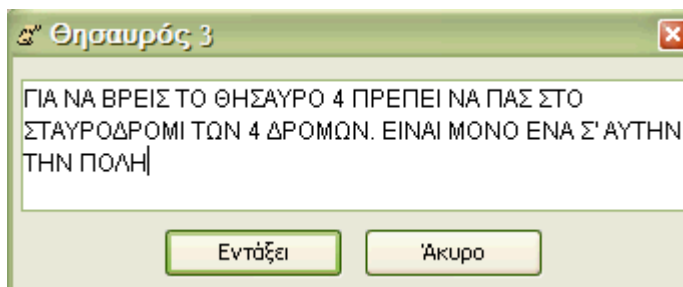 Θησαυρός 3
ΓΙΑ ΝΑ ΒΡΕΙΣ ΤΟ ΘΗΣΑΥΡΟ 4 ΠΡΕΠΕΙ ΝΑ ΠΑΣ ΣΤΟ
ΣΤΑΥΡΟΔΡΟΜΙ ΤΩΝ 4 ΔΡΟΜΩΝ. ΕΙΝΑΙ ΜΟΝΟ ΕΝΑ Σ' ΑΥΤΗΝ
ΤΗΝ ΠΟΛΗ
Εντάξει Άκυρο